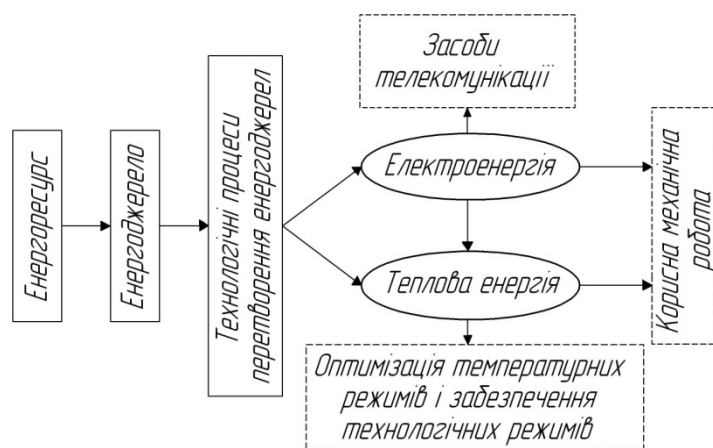 Енергоресурс
Енергоджерело
Технологічні процеси
перетворення енергоджерел
Засоби
телекомунікації
Електроенергія
Теплова енергія
Оптимізація температурних
режимів і забезпечення
технологічних режимів
Корисна механічна
робота